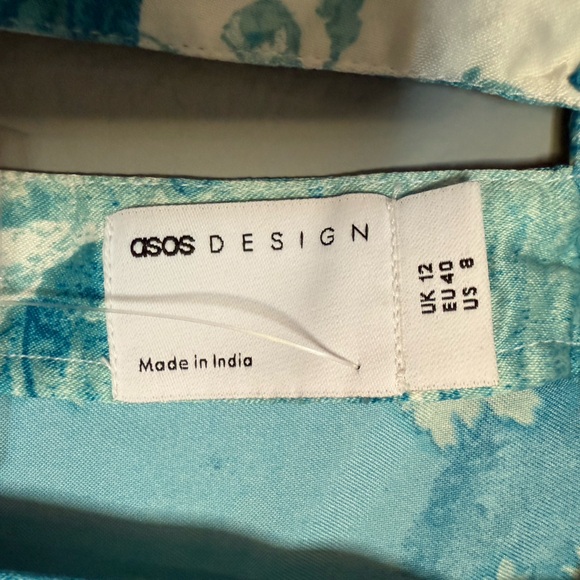 asos DESIGN
Made in India
UK 12
EU 40
US 8